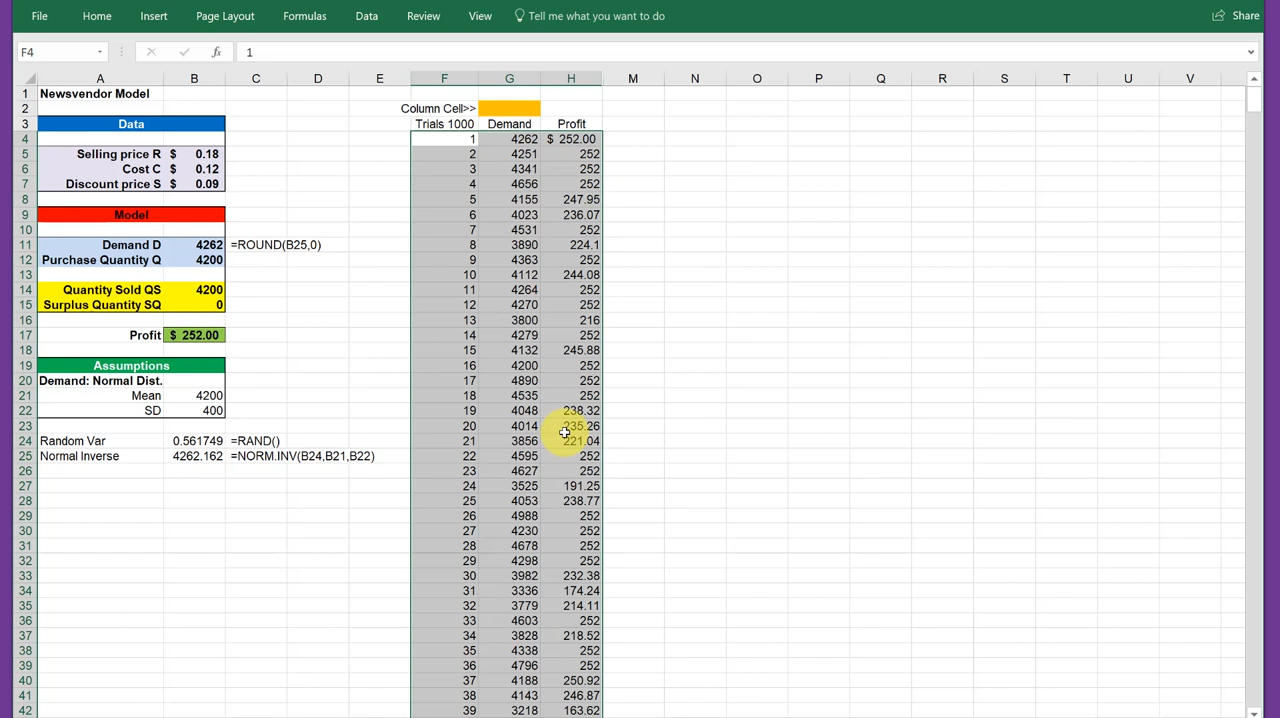 File Home Insert Page Layout Formulas Data Review View Tell me what you want to do Share
F4 fx 1
A B C D E F G H M N O P Q R S T U V
1 Newsvendor Model
2 Column Cell>>
3 Data Trials 1000 Demand Profit
4 1 4262 $ 252.00
5 Selling price R $ 0.18 2 4251 252
6 Cost C $ 0.12 3 4341 252
7 Discount price S $ 0.09 4 4656 252
8 5 4155 247.95
9 Model 6 4023 236.07
10 7 4531 252
11 Demand D 4262 =ROUND(B25,0) 8 3890 224.1
12 Purchase Quantity Q 4200 9 4363 252
13 10 4112 244.08
14 Quantity Sold QS 4200 11 4264 252
15 Surplus Quantity SQ 0 12 4270 252
16 13 3800 216
17 Profit $ 252.00 14 4279 252
18 15 4132 245.88
19 Assumptions 16 4200 252
20 Demand: Normal Dist. 17 4890 252
21 Mean 4200 18 4535 252
22 SD 400 19 4048 238.32
23 20 4014 235.26
24 Random Var 0.561749 =RAND() 21 3856 221.04
25 Normal Inverse 4262.162 =NORM.INV(B24,B21,B22) 22 4595 252
26 23 4627 252
27 24 3525 191.25
28 25 4053 238.77
29 26 4988 252
30 27 4230 252
31 28 4678 252
32 29 4298 252
33 30 3982 232.38
34 31 3336 174.24
35 32 3779 214.11
36 33 4603 252
37 34 3828 218.52
38 35 4338 252
39 36 4796 252
40 37 4188 250.92
41 38 4143 246.87
42 39 3218 163.62